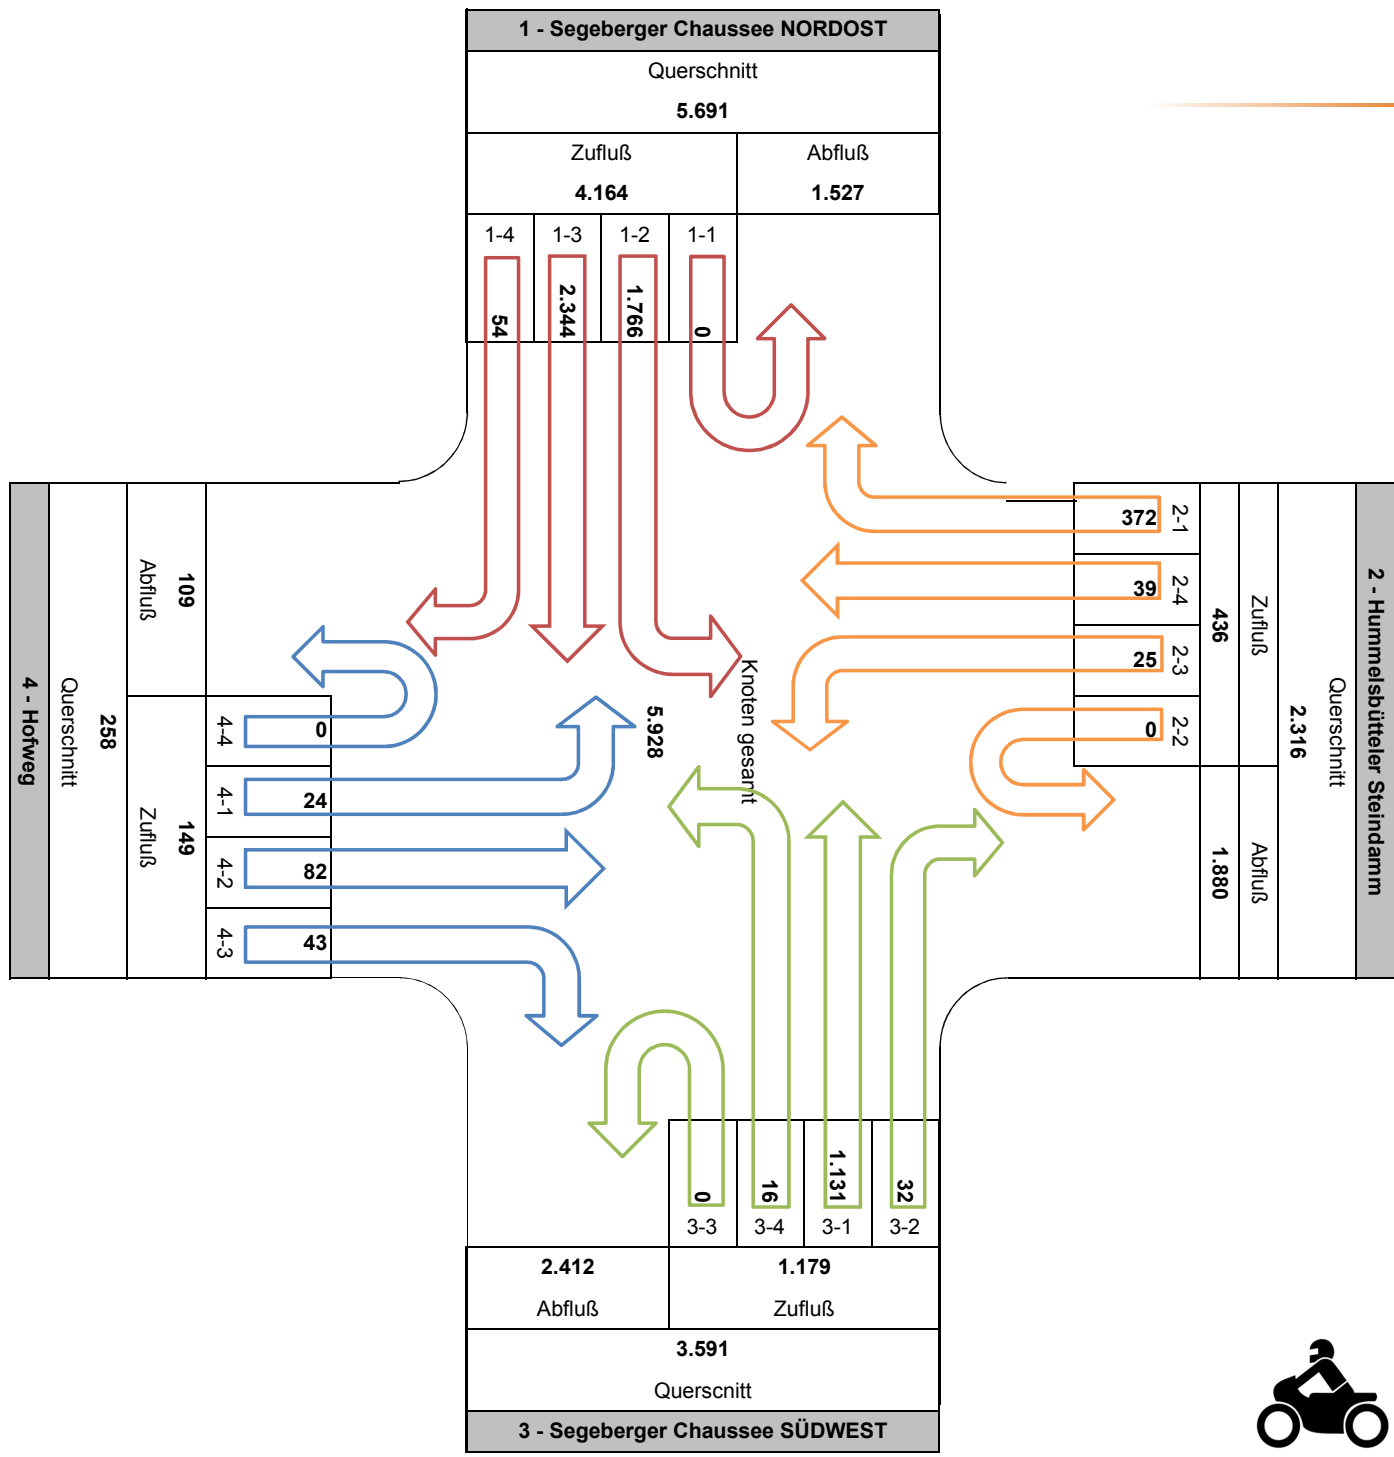 1 - Segeberger Chaussee NORDOST
Querschnitt
5.691
Zufluß
Abfluß
4.164
1.527
1-4
1-3
1-2
1-1
54
2.344
1.766
0
2 - Hummelsbütteler Steindamm
Querschnitt
2.316
Zufluß
436
2-1
372
2-4
39
2-3
25
2-2
0
Abfluß
1.880
Knoten gesamt
5.928
4 - Hofweg
Querschnitt
258
Abfluß
109
Zufluß
149
4-4
0
4-1
24
4-2
82
4-3
43
0
16
1.131
32
3-3
3-4
3-1
3-2
2.412
1.179
Abfluß
Zufluß
3.591
Querscnitt
3 - Segeberger Chaussee SÜDWEST